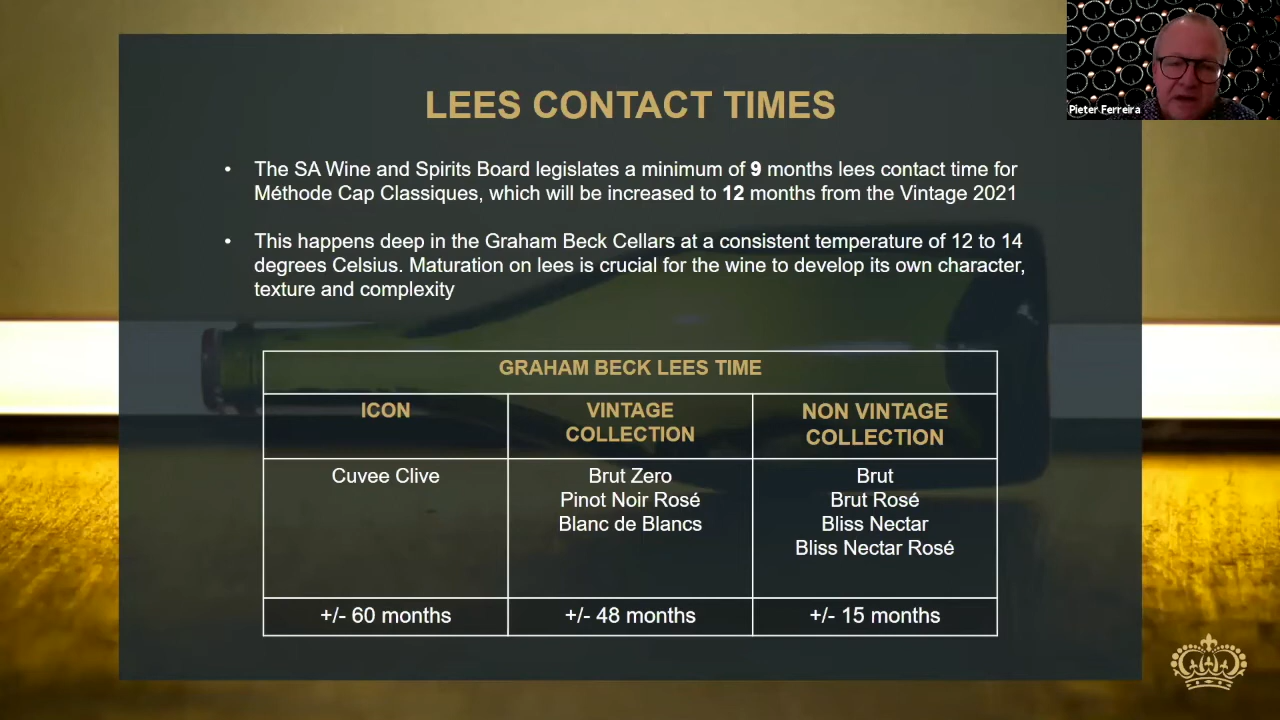 LEES CONTACT TIMES
Pieter Ferreira
• The SA Wine and Spirits Board legislates a minimum of 9 months lees contact time for
Méthode Cap Classiques, which will be increased to 12 months from the Vintage 2021
• This happens deep in the Graham Beck Cellars at a consistent temperature of 12 to 14
degrees Celsius. Maturation on lees is crucial for the wine to develop its own character,
texture and complexity
GRAHAM BECK LEES TIME
ICON
VINTAGE
COLLECTION
NON VINTAGE
COLLECTION
Cuvee Clive
Brut Zero
Pinot Noir Rosé
Blanc de Blancs
Brut
Brut Rosé
Bliss Nectar
Bliss Nectar Rosé
+/- 60 months
+/- 48 months
+/- 15 months